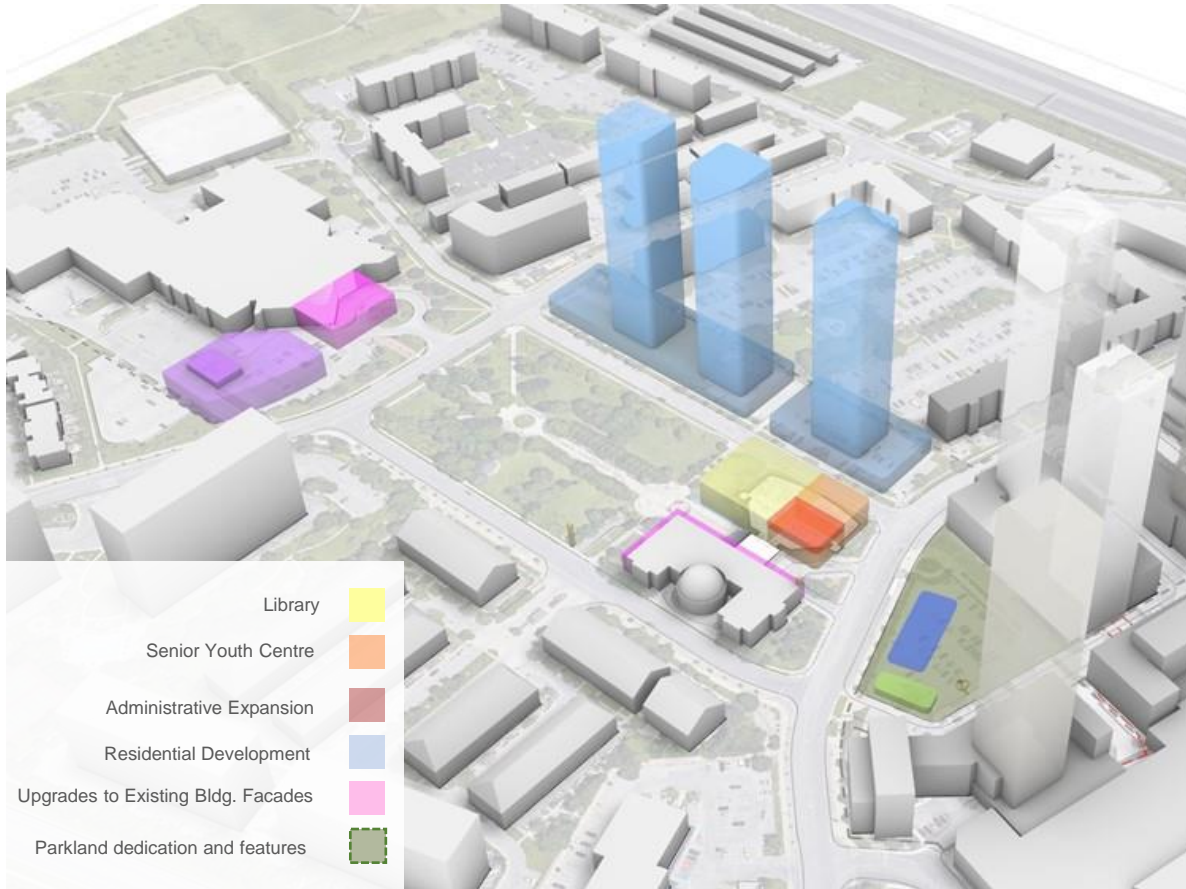 Library
Senior Youth Centre
Administrative Expansion
Residential Development
Upgrades to Existing Bldg. Facades
Parkland dedication and features